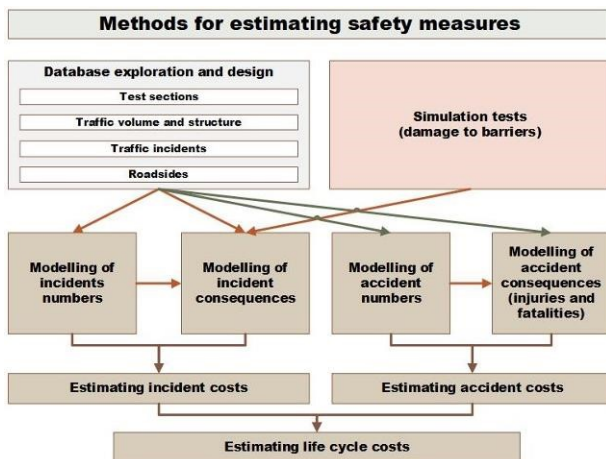 Methods for estimating safety measures
Database exploration and design
Test sections
Traffic volume and structure
Traffic incidents
Roadsides
Simulation tests
(damage to barriers)
Modelling of
incidents
numbers
Modelling of
incident
consequences
Modelling of
accident
numbers
Modelling of
accident
consequences
(injuries and
fatalities)
Estimating incident costs
Estimating accident costs
Estimating life cycle costs